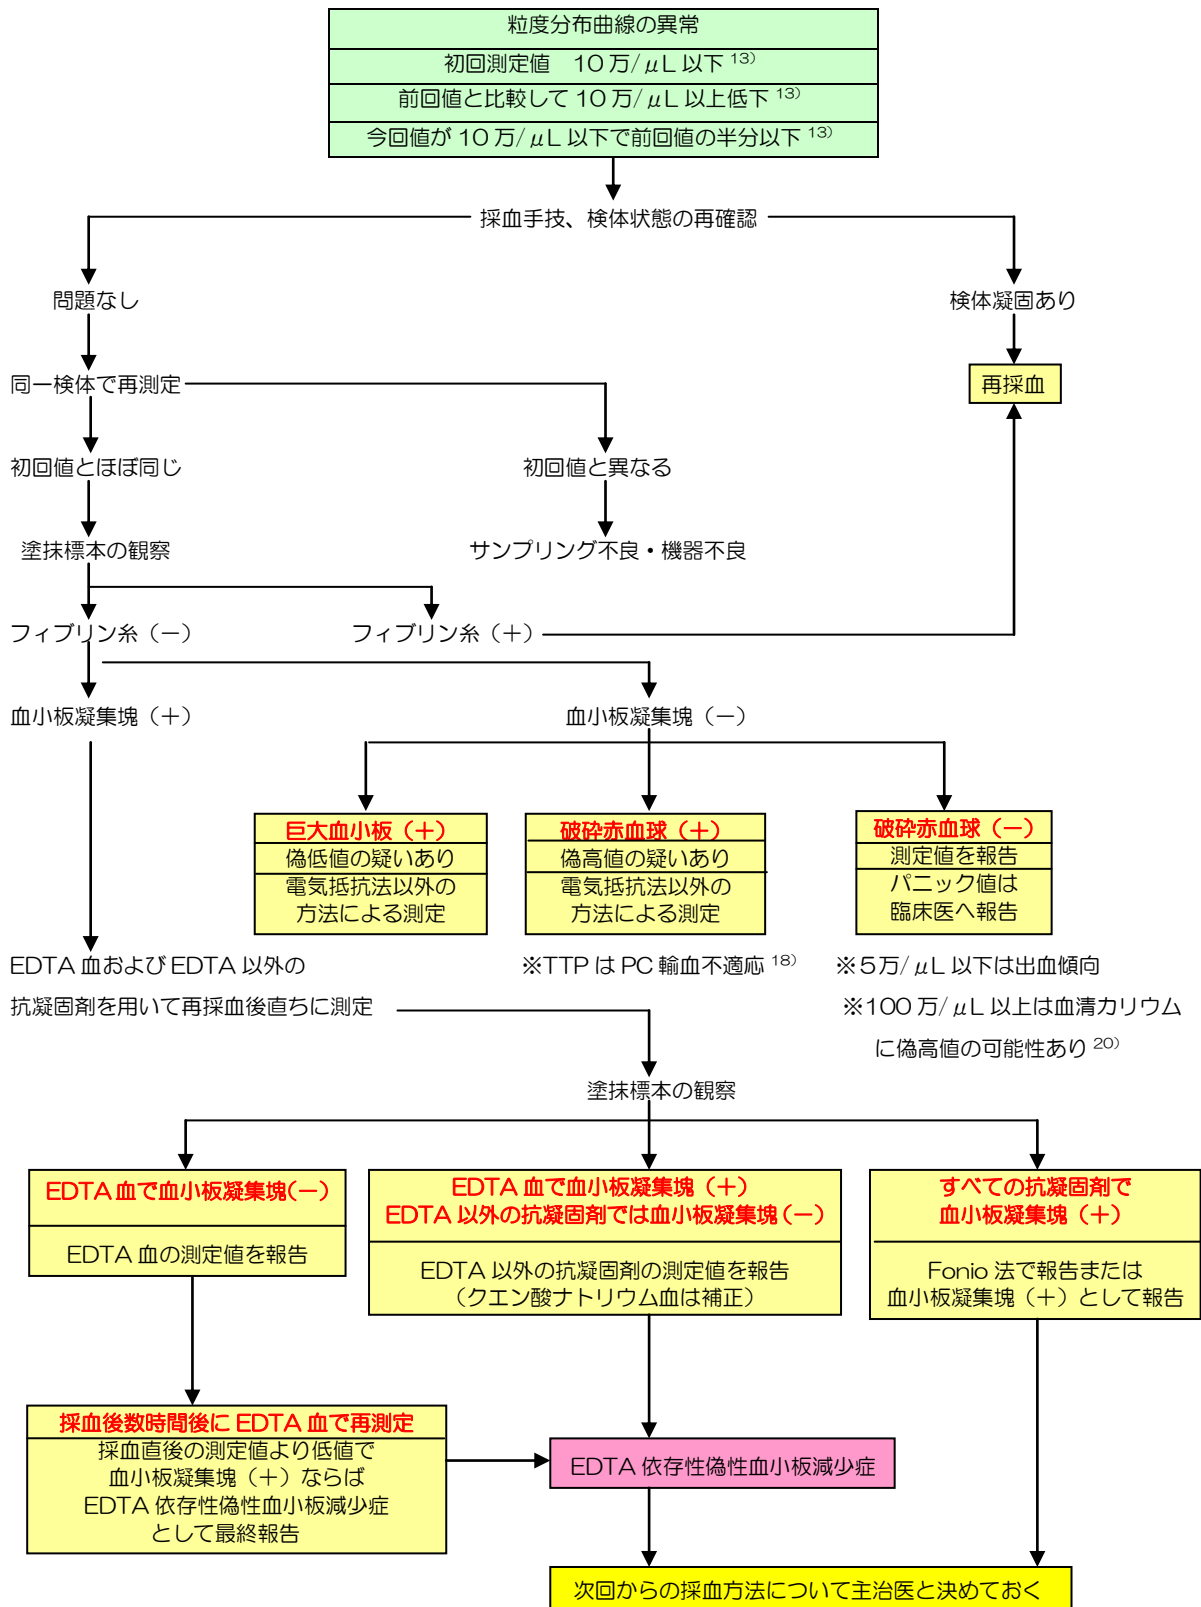 粒度分布曲線の異常
初回測定値　10万/μL以下 13)
前回値と比較して10万/μL以上低下 13)
今回値が10万/μL以下で前回値の半分以下 13)
採血手技、検体状態の再確認
問題なし
検体凝固あり
同一検体で再測定
再採血
初回値とほぼ同じ
初回値と異なる
塗抹標本の観察
サンプリング不良・機器不良
フィブリン糸（－）
フィブリン糸（＋）
血小板凝集塊（＋）
血小板凝集塊（－）
巨大血小板（＋）
偽低値の疑いあり
電気抵抗法以外の
方法による測定
破砕赤血球（＋）
偽高値の疑いあり
電気抵抗法以外の
方法による測定
破砕赤血球（－）
測定値を報告
パニック値は
臨床医へ報告
EDTA血およびEDTA以外の
抗凝固剤を用いて再採血後直ちに測定
※TTPはPC輸血不適応 18)
※5万/μL以下は出血傾向
※100万/μL以上は血清カリウム
に偽高値の可能性あり 20)
塗抹標本の観察
EDTA血で血小板凝集塊(－)
EDTA血の測定値を報告
EDTA血で血小板凝集塊（＋）
EDTA以外の抗凝固剤では血小板凝集塊(－)
EDTA以外の抗凝固剤の測定値を報告
（クエン酸ナトリウム血は補正）
すべての抗凝固剤で
血小板凝集塊（＋）
Fonio法で報告または
血小板凝集塊（＋）として報告
採血後数時間後にEDTA血で再測定
採血直後の測定値より低値で
血小板凝集塊（＋）ならば
EDTA依存性偽性血小板減少症
として最終報告
EDTA依存性偽性血小板減少症
次回からの採血方法について主治医と決めておく